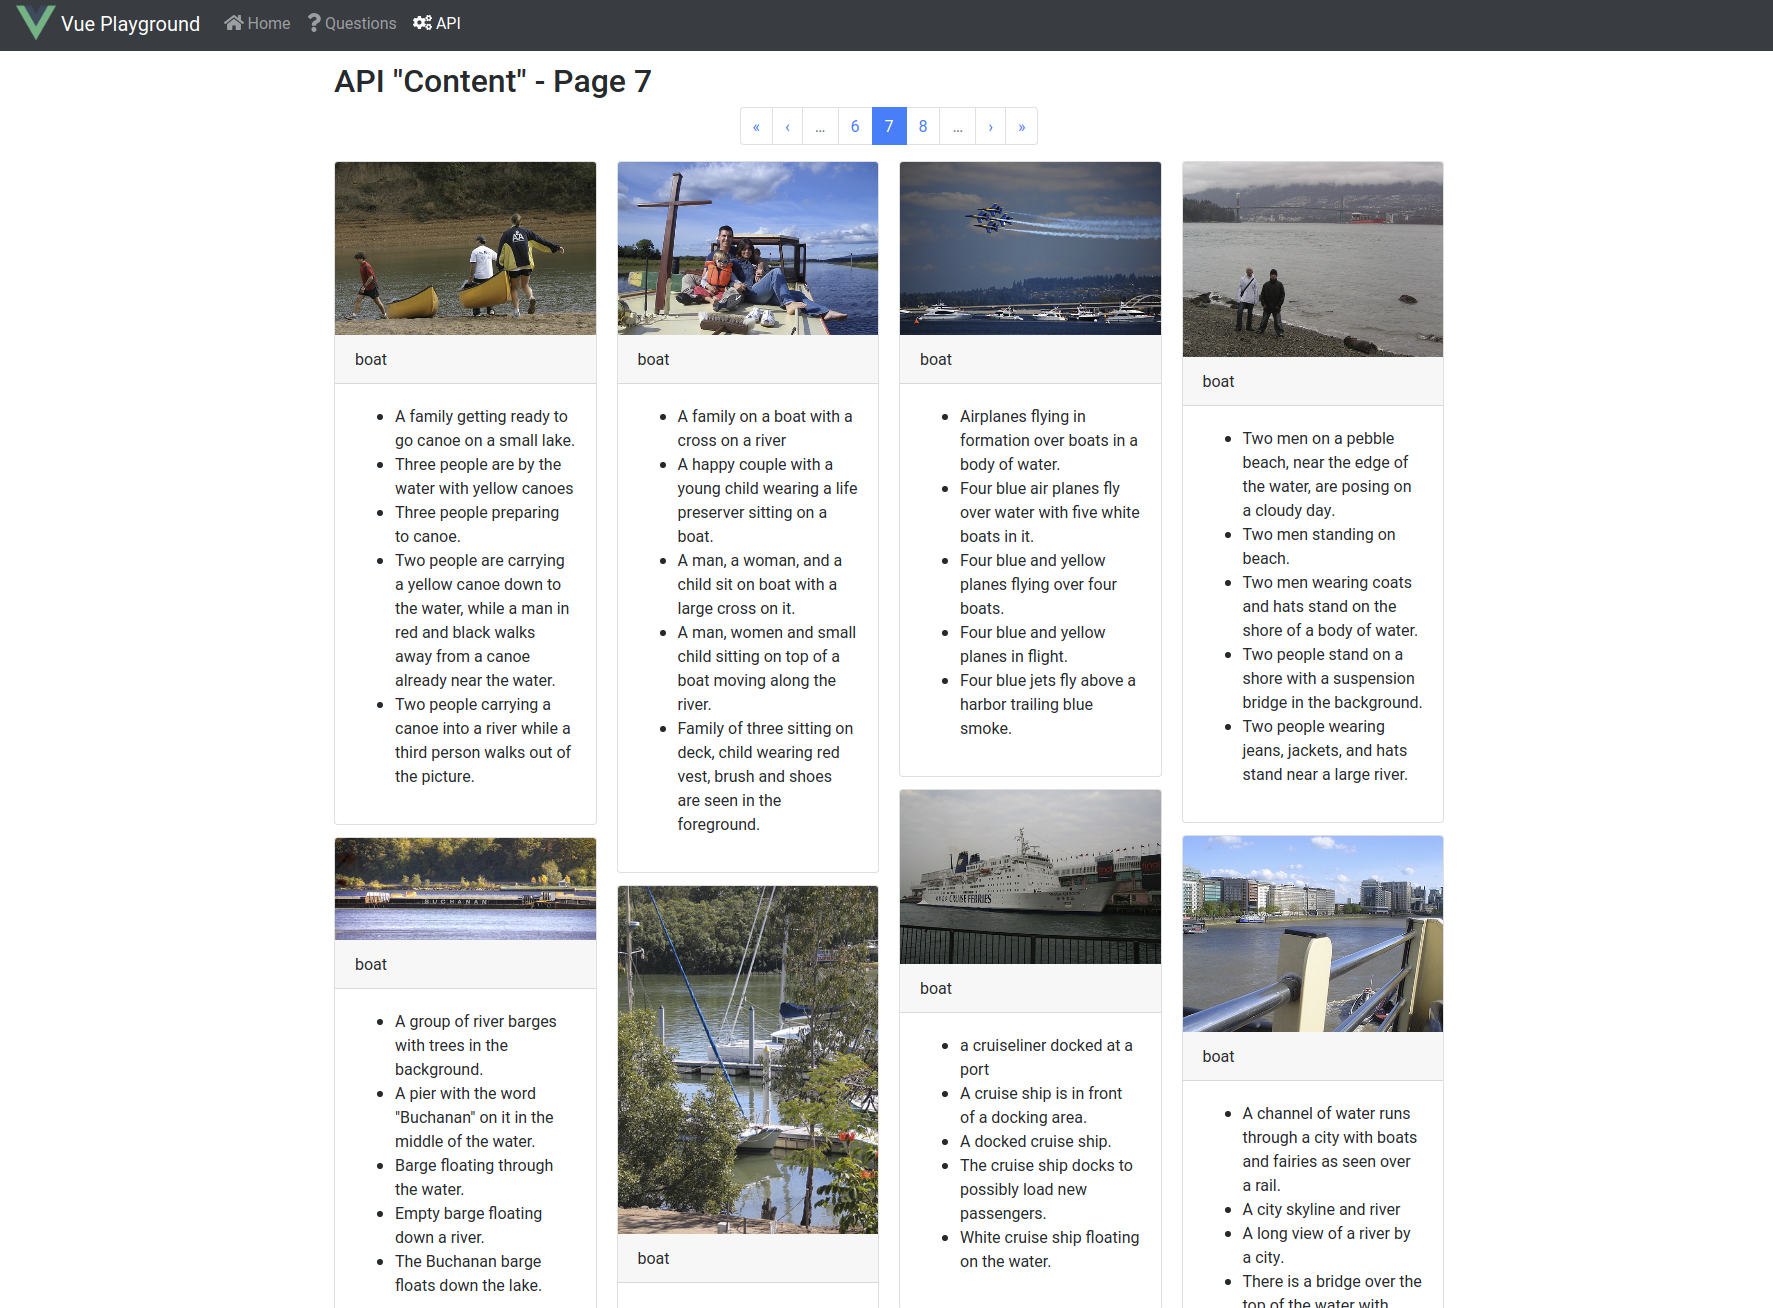 Vue Playground Home Questions API
API "Content" - Page 7
« ‹ ... 6 7 8 ... › »
boat
A family getting ready to
go canoe on a small lake.
Three people are by the
water with yellow canoes
Three people preparing
to canoe.
Two people are carrying
a yellow canoe down to
the water, while a man in
red and black walks
away from a canoe
already near the water.
Two people carrying a
canoe into a river while a
third person walks out of
the picture.
BUCHANAN
boat
A group of river barges
with trees in the
background.
A pier with the word
"Buchanan" on it in the
middle of the water.
Barge floating through
the water.
Empty barge floating
down a river.
The Buchanan barge
floats down the lake.
boat
A family on a boat with a
cross on a river
A happy couple with a
young child wearing a life
preserver sitting on a
boat.
A man, a woman, and a
child sit on boat with a
large cross on it.
A man, women and small
child sitting on top of a
boat moving along the
river.
Family of three sitting on
deck, child wearing red
vest, brush and shoes
are seen in the
foreground.
boat
boat
Airplanes flying in
formation over boats in a
body of water.
Four blue air planes fly
over water with five white
boats in it.
Four blue and yellow
planes flying over four
boats.
Four blue and yellow
planes in flight.
Four blue jets fly above a
harbor trailing blue
smoke.
CRUISE FERRIES
boat
a cruiseliner docked at a
port
A cruise ship is in front
of a docking area.
A docked cruise ship.
The cruise ship docks to
possibly load new
passengers.
White cruise ship floating
on the water.
boat
Two men on a pebble
beach, near the edge of
the water, are posing on
a cloudy day.
Two men standing on
beach.
Two men wearing coats
and hats stand on the
shore of a body of water.
Two people stand on a
shore with a suspension
bridge in the background.
Two people wearing
jeans, jackets, and hats
stand near a large river.
boat
A channel of water runs
through a city with boats
and fairies as seen over
a rail.
A city skyline and river
A long view of a river by
a city.
There is a bridge over the
top of the water with